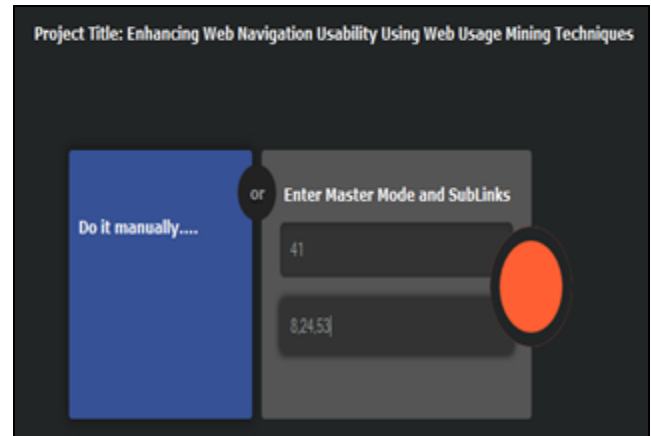 Project Title: Enhancing Web Navigation Usability Using Web Usage Mining Techniques
or
Enter Master Mode and SubLinks
Do it manually....
41
8,24,53